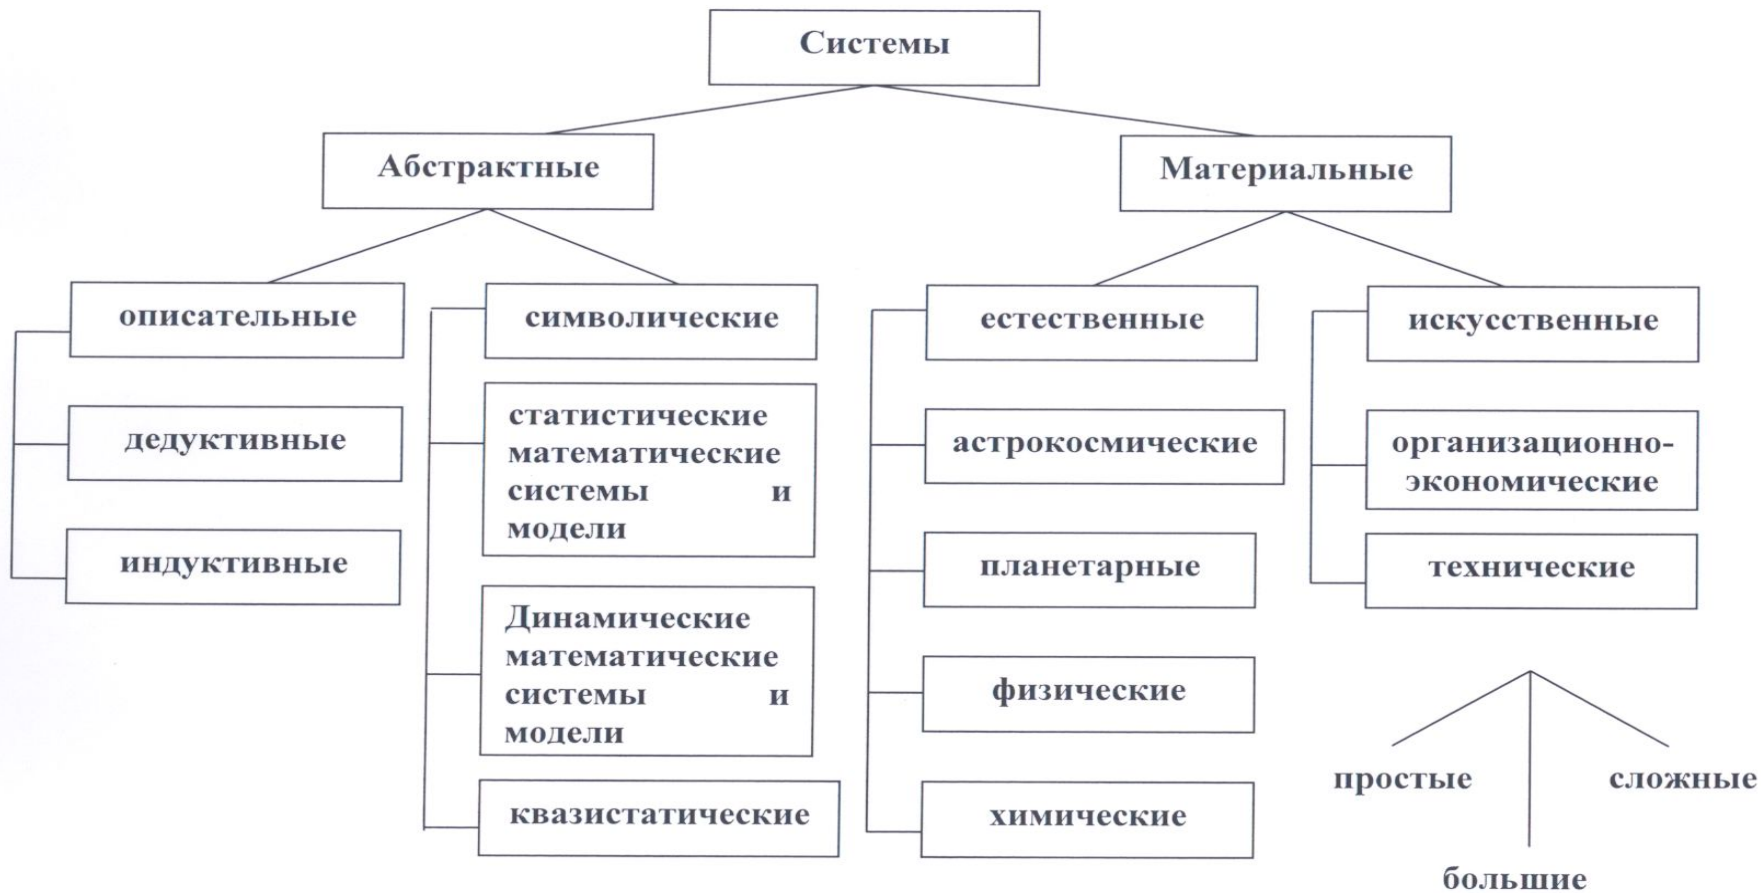 Системы
Абстрактные
Материальные
описательные
символические
естественные
искусственные
дедуктивные
статистические
математические
системы и
модели
астрокосмические
организационно-
экономические
индуктивные
планетарные
технические
Динамические
математические
системы и
модели
физические
простые
сложные
квазистатические
химические
большие